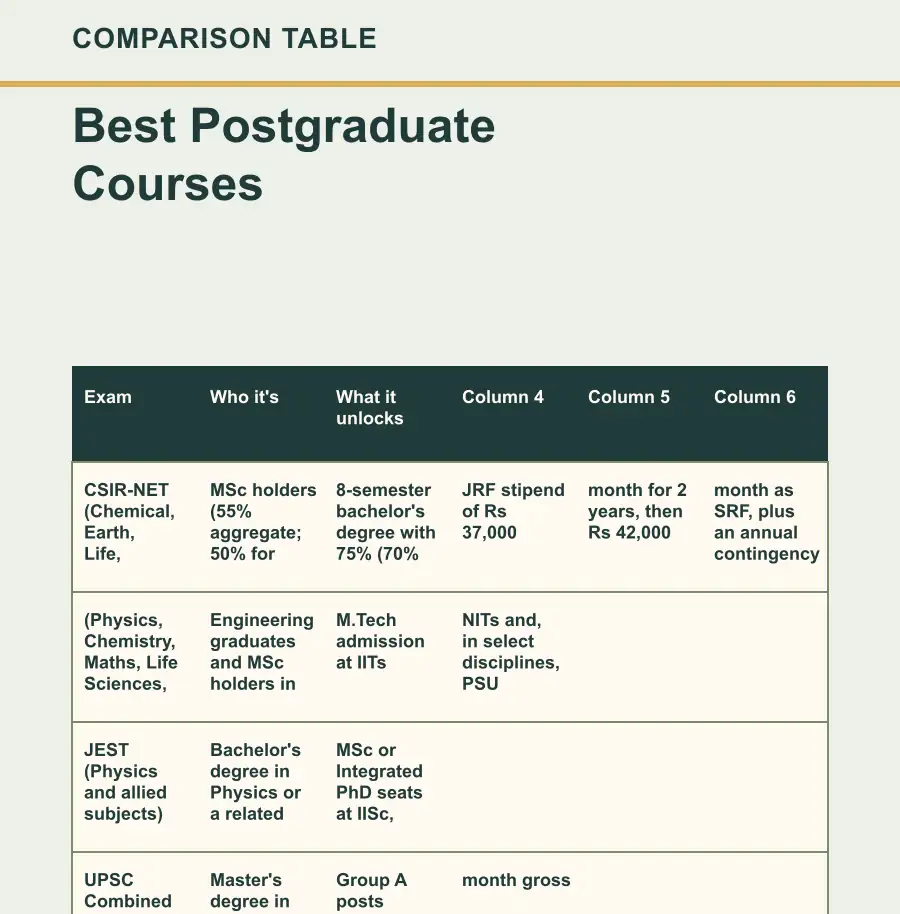 COMPARISON TABLE
Best Postgraduate
Courses
Exam
Who it's
What it
unlocks
Column 4
Column 5
Column 6
CSIR-NET
(Chemical,
Earth,
Life,
MSc holders
(55%
aggregate;
50% for
8-semester
bachelor's
degree with
75% (70%
JRF stipend
of Rs
37,000
month for 2
years, then
Rs 42,000
month as
SRF, plus
an annual
contingency
(Physics,
Chemistry,
Maths, Life
Sciences,
Engineering
graduates
and MSc
holders in
M.Tech
admission
at IITs
NITs and,
in select
disciplines,
PSU
JEST
(Physics
and allied
subjects)
Bachelor's
degree in
Physics or
a related
MSc or
Integrated
PhD seats
at IISc,
UPSC
Combined
Master's
degree in
Group A
posts
month gross